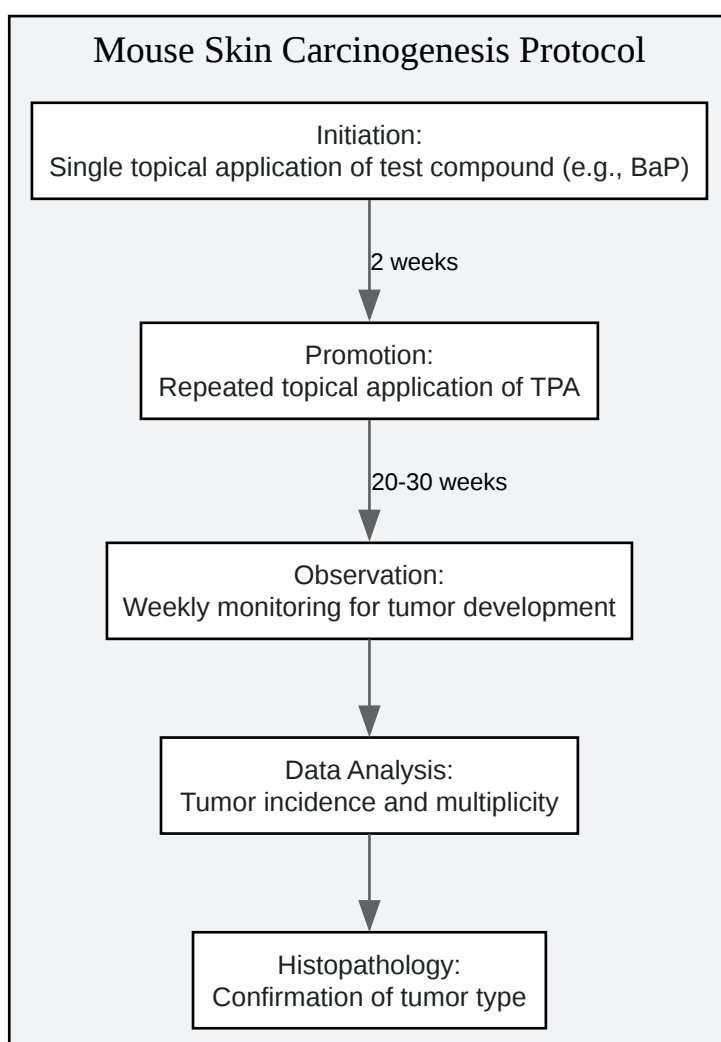 Mouse Skin Carcinogenesis Protocol
Initiation:
Single topical application of test compound (e.g., BaP)
2 weeks
Promotion:
Repeated topical application of TPA
20-30 weeks
Observation:
Weekly monitoring for tumor development
Data Analysis:
Tumor incidence and multiplicity
Histopathology:
Confirmation of tumor type